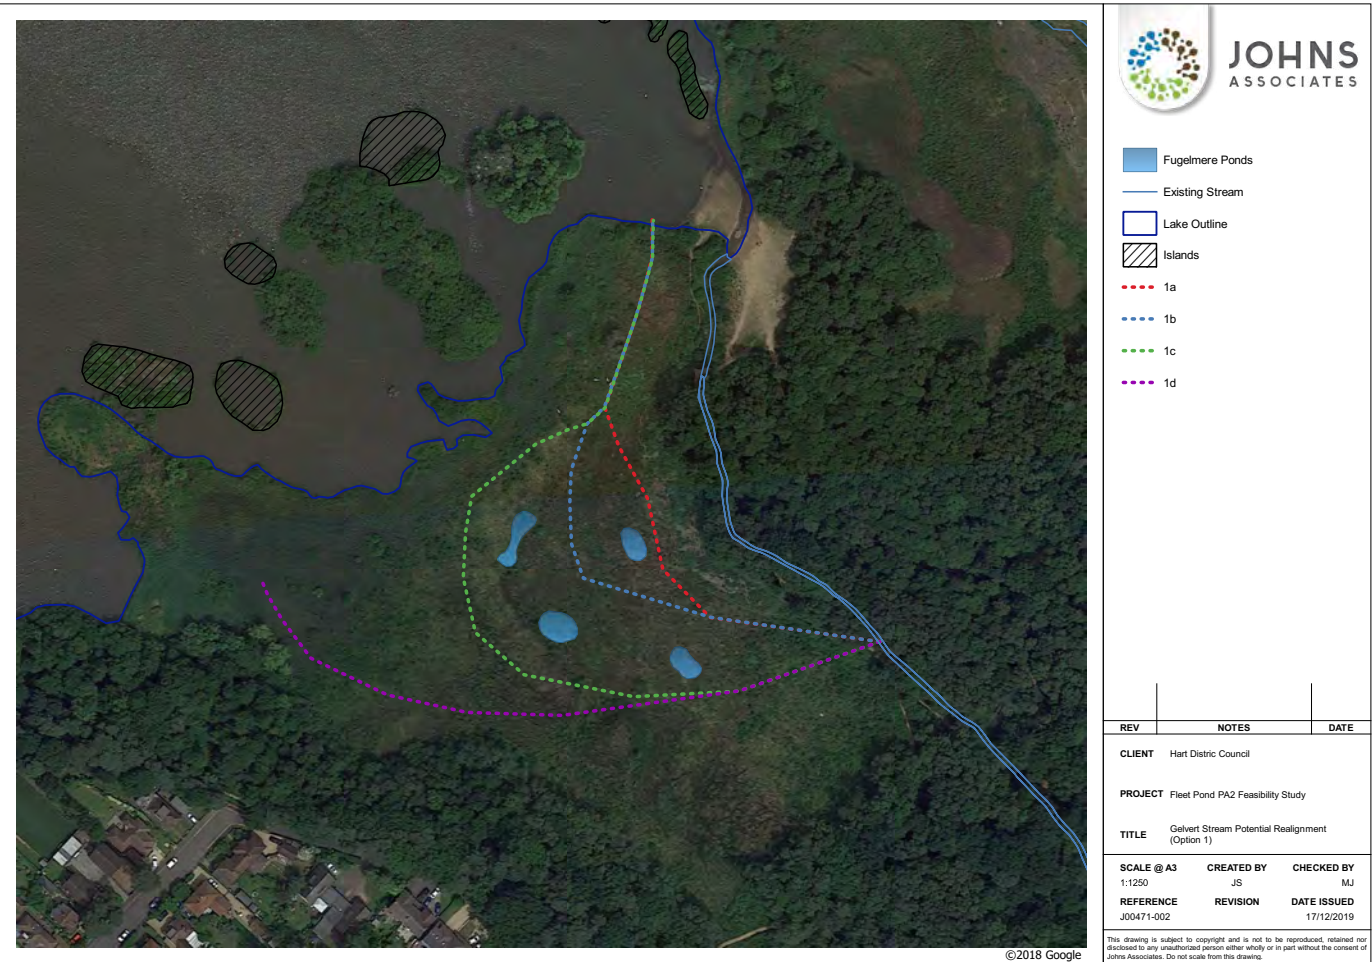 JOHNS
ASSOCIATES
Fugelmere Ponds
Existing Stream
Lake Outline
Islands
1a
1b
1c
1d
REV NOTES DATE
CLIENT Hart Distric Council
PROJECT Fleet Pond PA2 Feasibility Study
TITLE Gelvert Stream Potential Realignment
(Option 1)
SCALE @ A3 CREATED BY CHECKED BY
1:1250 JS MJ
REFERENCE REVISION DATE ISSUED
J00471-002 17/12/2019
This drawing is subject to copyright and is not to be reproduced, retained nor
disclosed to any unauthorized person either wholly or in part without the consent of
Johns Associates. Do not scale from this drawing.
©2018 Google